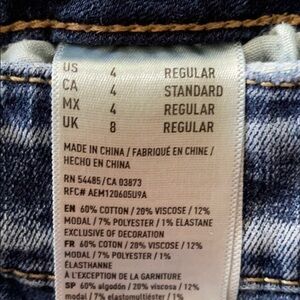 US 4 REGULAR
CA 4 STANDARD
MX 4 REGULAR
UK 8 REGULAR
MADE IN CHINA / FABRIQUÉ EN CHINE /
HECHO EN CHINA
RN 54485/CA 03873
RFC# AEM120605U9A
EN 60% COTTON / 20% VISCOSE / 12%
MODAL / 7% POLYESTER / 1% ELASTANE
EXCLUSIVE OF DECORATION
FR 60% COTON / 20% VISCOSE / 12%
MODAL / 7% POLYESTER / 1%
ÉLASTHANNE
À L'EXCEPTION DE LA GARNITURE
SP 60% algodón / 20% viscosa / 12%
modal / 7% / 1%